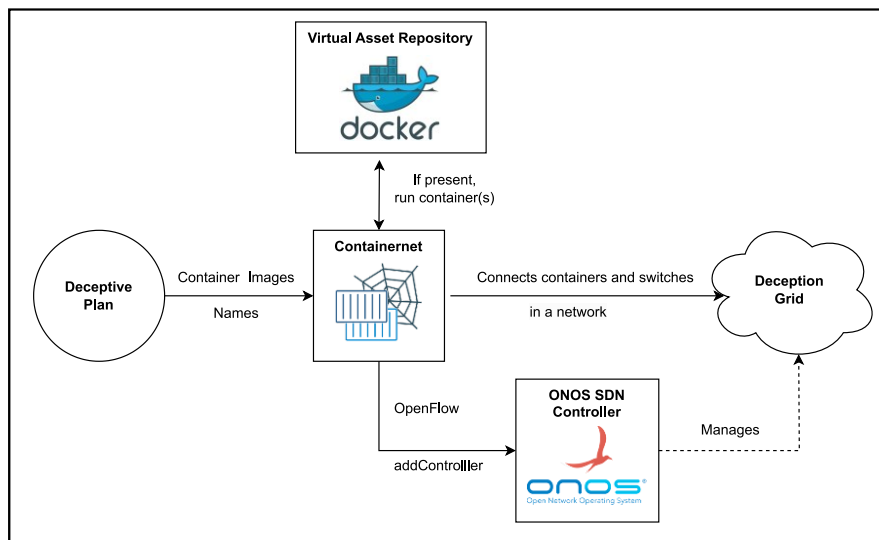 Virtual Asset Repository
docker
If present,
run container(s)
Containernet
Deceptive
Plan
Container Images
Names
Connects containers and switches
in a network
Deception
Grid
OpenFlow
addControlller
ONOS SDN
Controller
onos®
Open Network Operating System
Manages